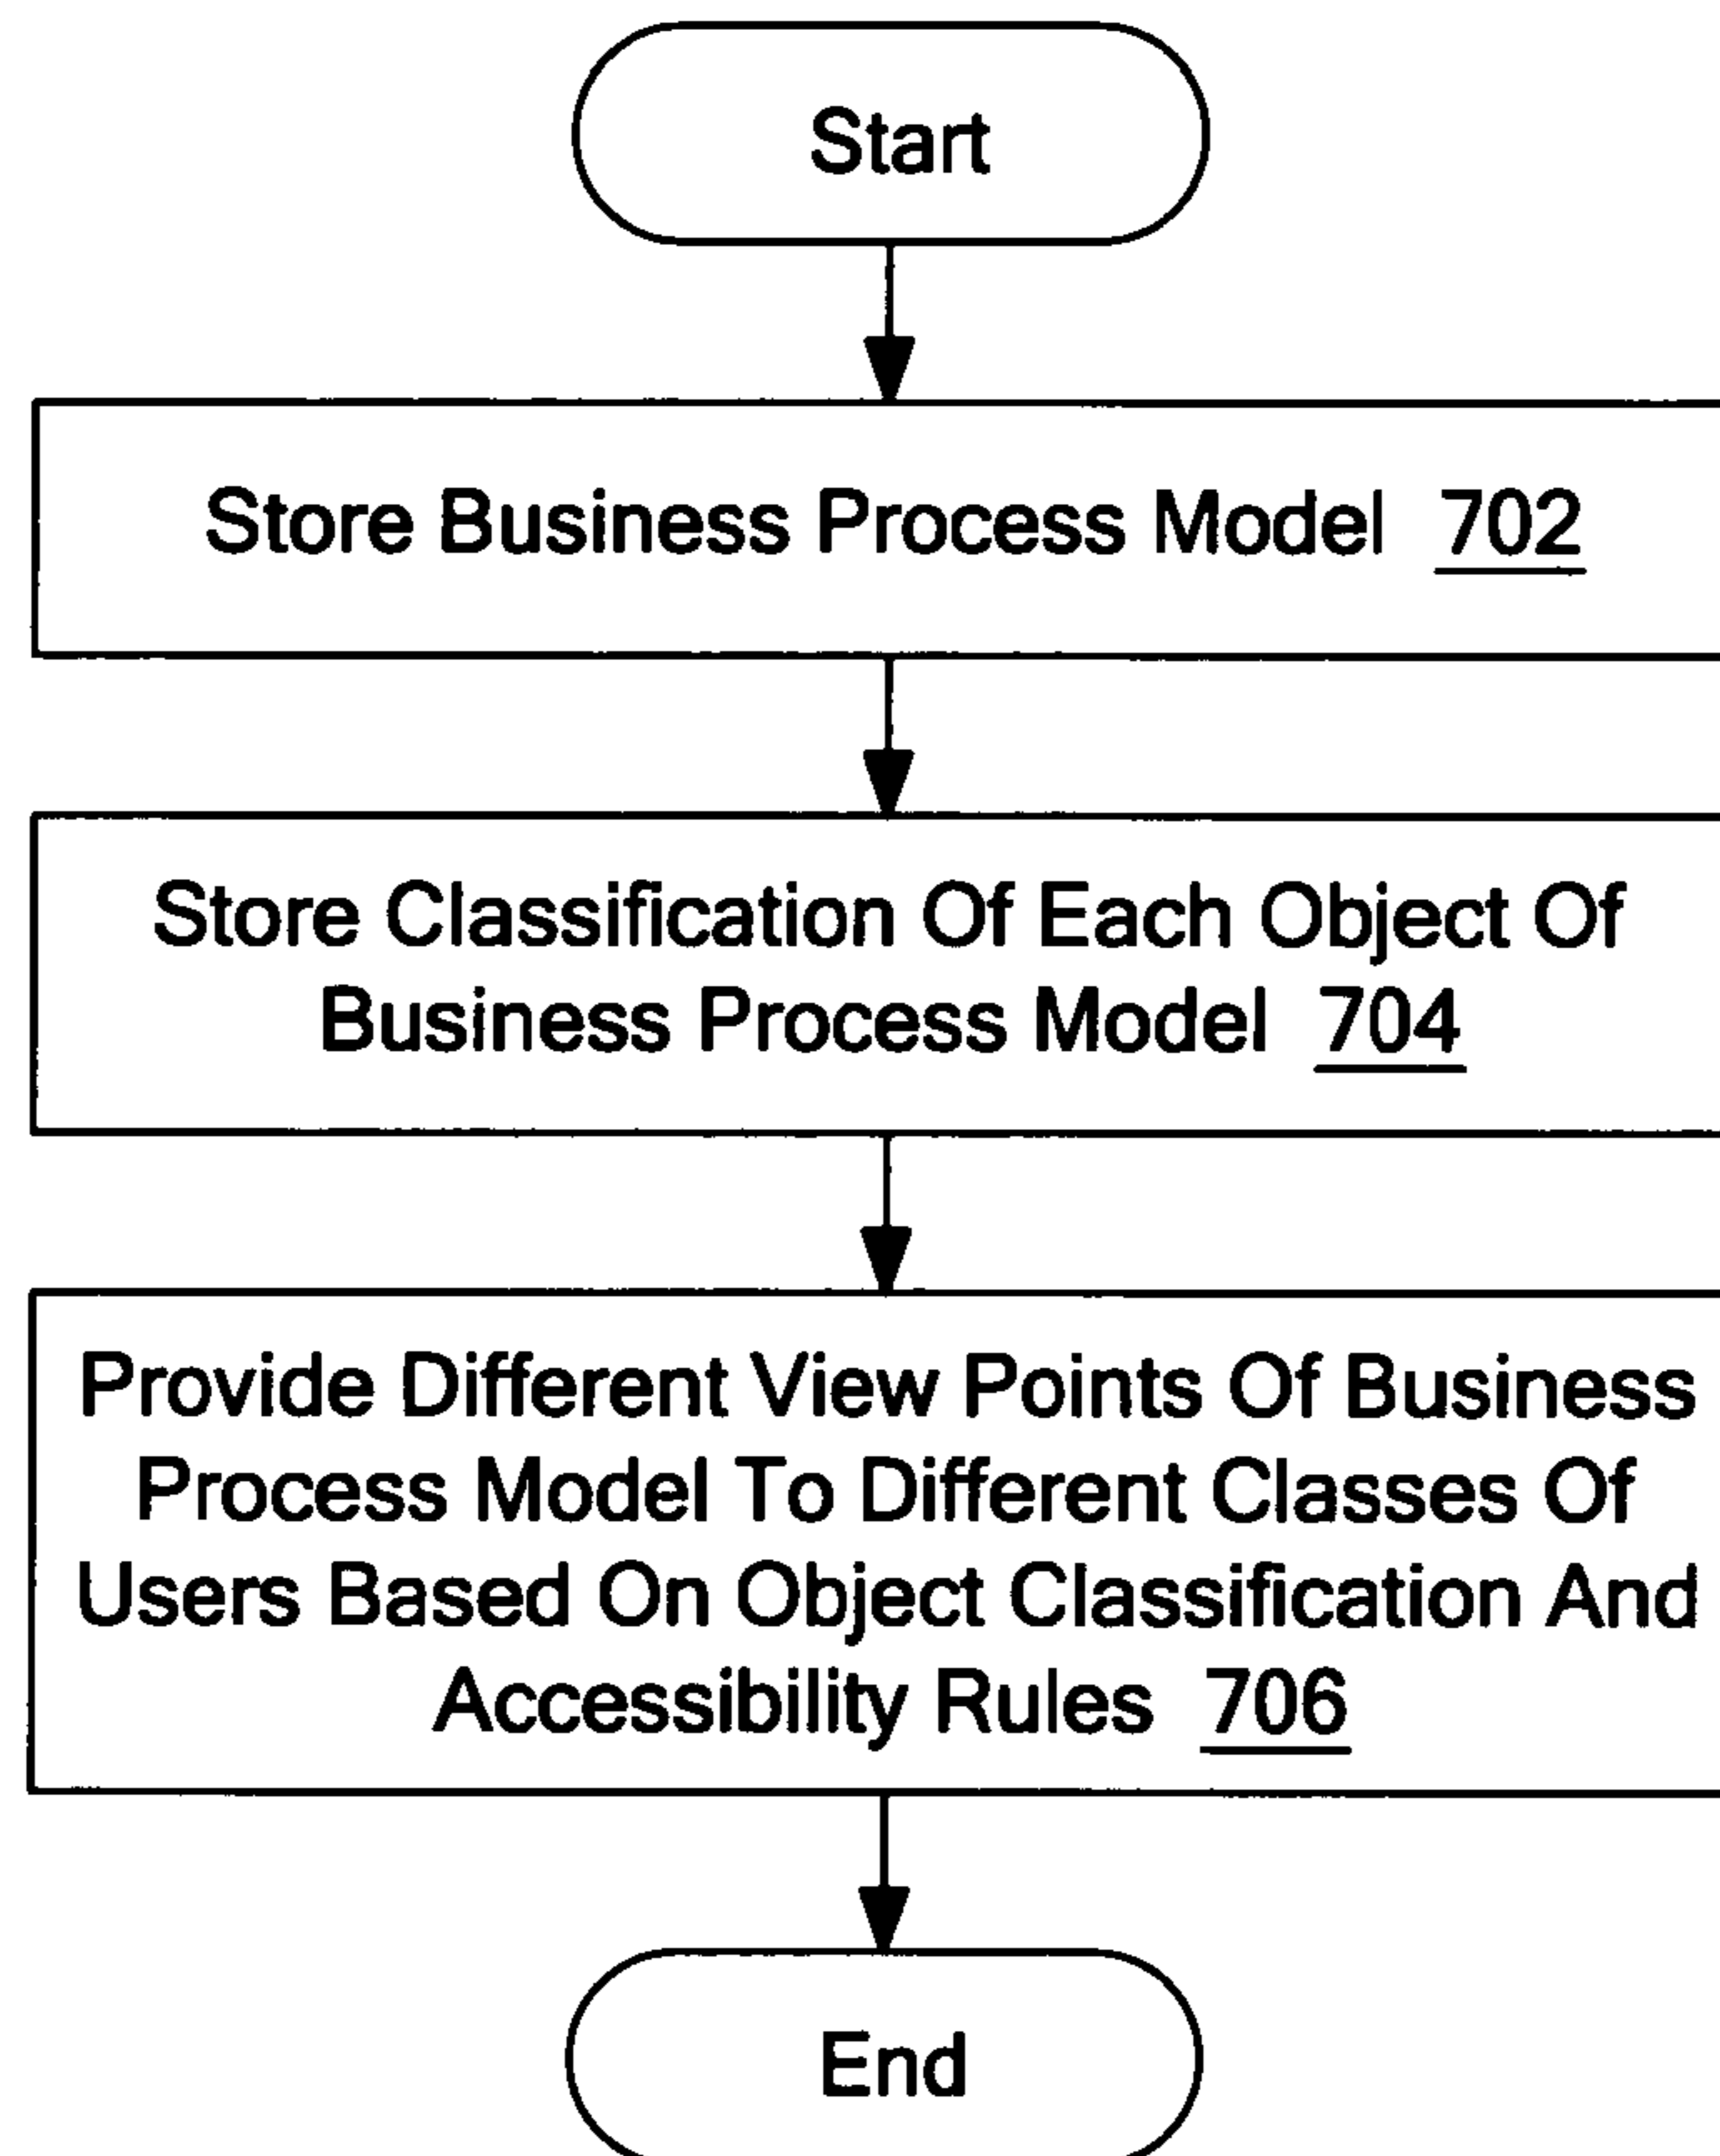 Start
Store Business Process Model 702
Store Classification Of Each Object Of
Business Process Model 704
Provide Different View Points Of Business
Process Model To Different Classes Of
Users Based On Object Classification And
Accessibility Rules 706
End